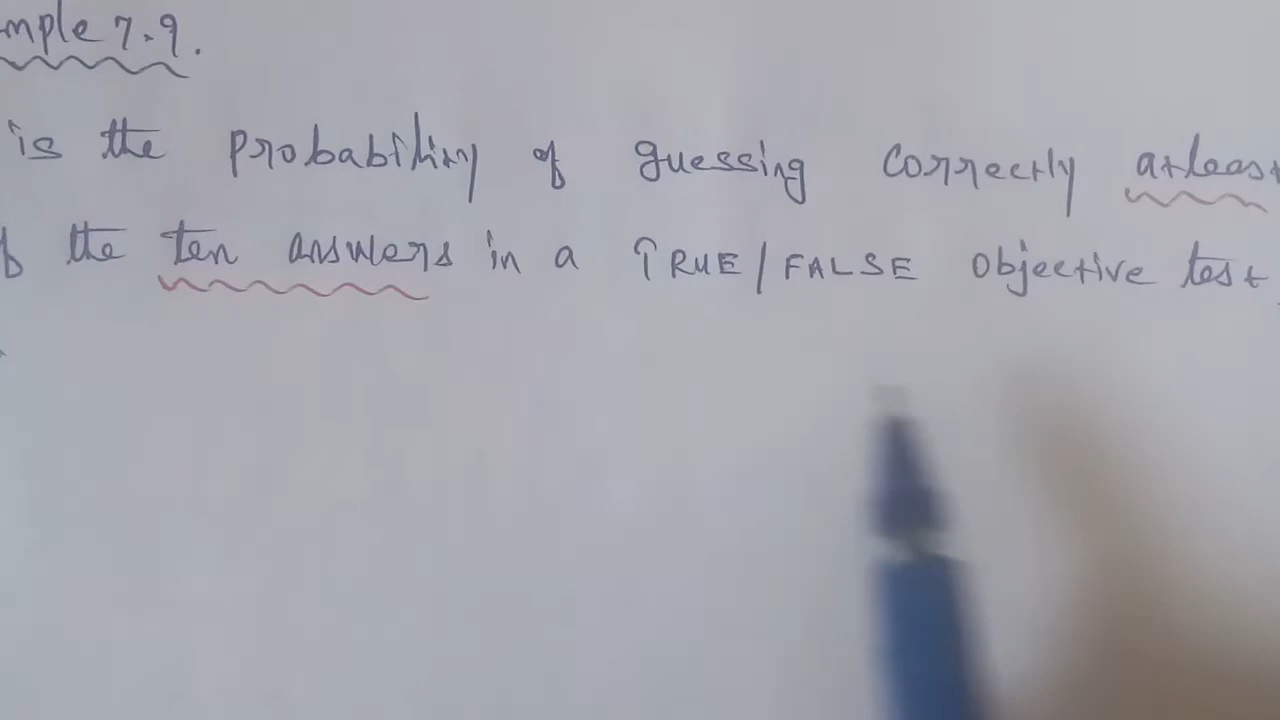 mple 7.9.
is the probability of guessing correctly atleast
the ten answers in a TRUE/FALSE objective test